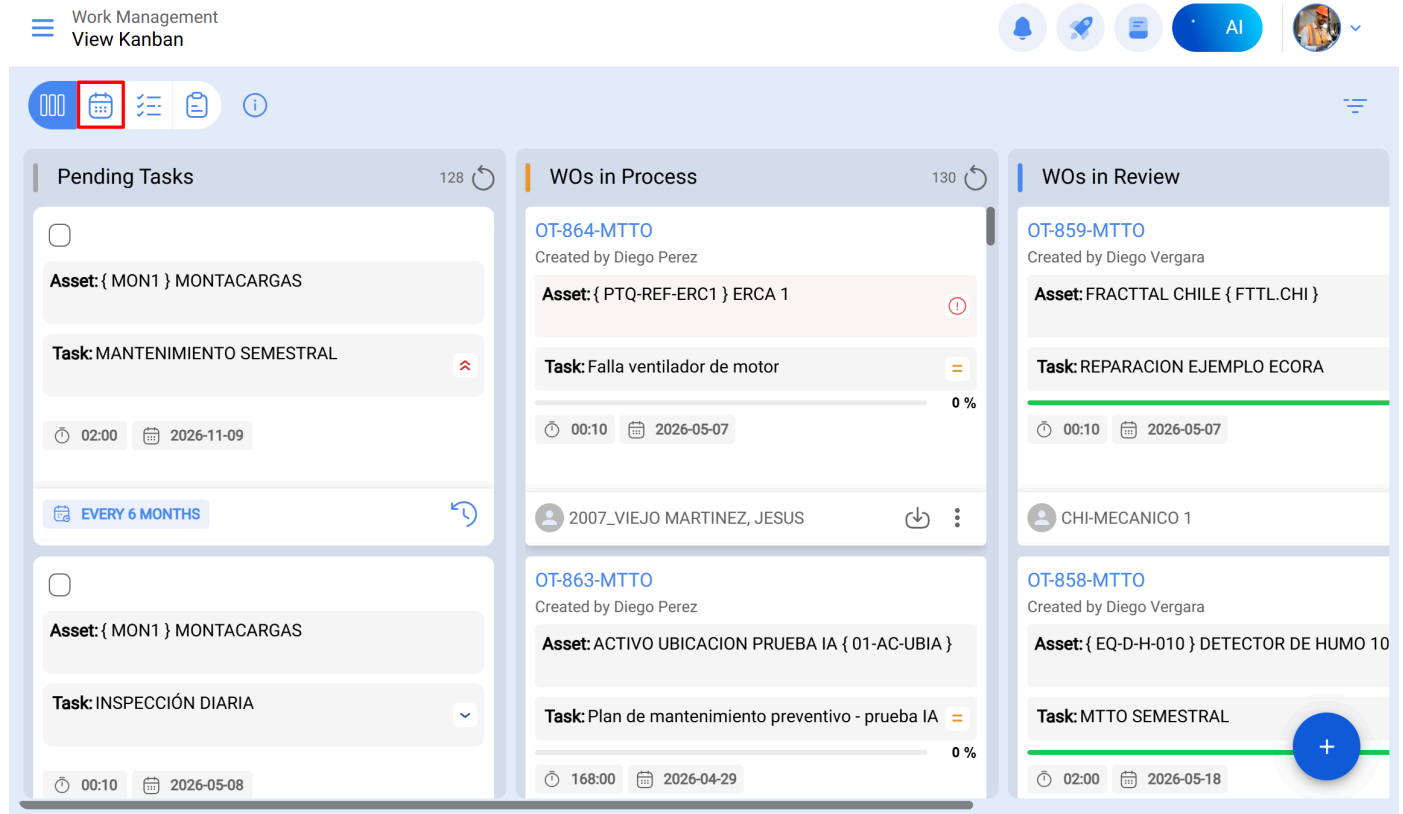 Work Management
View Kanban
AI
Pending Tasks
128
Asset: { MON1 } MONTACARGAS
Task: MANTENIMIENTO SEMESTRAL
02:00
2026-11-09
EVERY 6 MONTHS
Asset: { MON1 } MONTACARGAS
Task: INSPECCIÓN DIARIA
00:10
2026-05-08
WOs in Process
130
OT-864-MTTO
Created by Diego Perez
Asset: { PTQ-REF-ERC1 } ERCA 1
Task: Falla ventilador de motor
0 %
00:10
2026-05-07
2007_VIEJO MARTINEZ, JESUS
OT-863-MTTO
Created by Diego Perez
Asset: ACTIVO UBICACION PRUEBA IA { 01-AC-UBIA }
Task: Plan de mantenimiento preventivo - prueba IA
0 %
168:00
2026-04-29
WOs in Review
OT-859-MTTO
Created by Diego Vergara
Asset: FRACTTAL CHILE { FTTL.CHI }
Task: REPARACION EJEMPLO ECORA
00:10
2026-05-07
CHI-MECANICO 1
OT-858-MTTO
Created by Diego Vergara
Asset: { EQ-D-H-010 } DETECTOR DE HUMO 10
Task: MTTO SEMESTRAL
02:00
2026-05-18